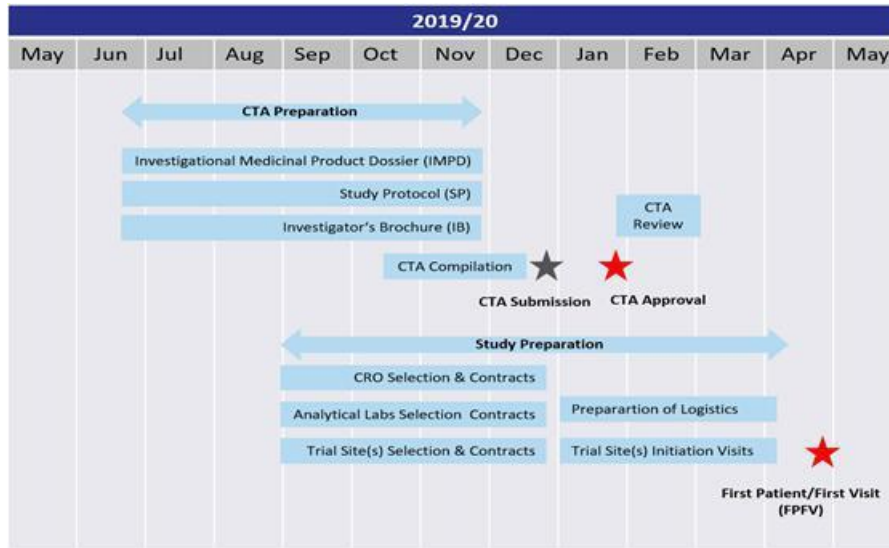 2019/20
May Jun Jul Aug Sep Oct Nov Dec Jan Feb Mar Apr May
CTA Preparation
Investigational Medicinal Product Dossier (IMPD)
Study Protocol (SP)
Investigator's Brochure (IB)
CTA
Review
CTA Compilation
CTA Submission
CTA Approval
Study Preparation
CRO Selection & Contracts
Analytical Labs Selection Contracts
Preparartion of Logistics
Trial Site(s) Selection & Contracts
Trial Site(s) Initiation Visits
First Patient/First Visit
(FPFV)